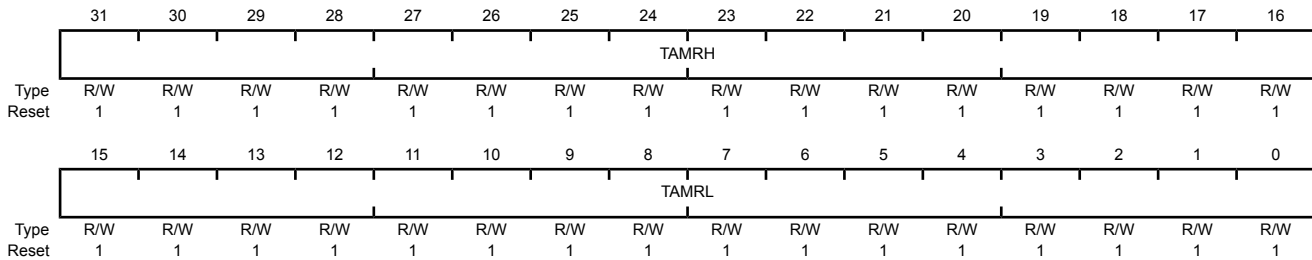 31 30 29 28 27 26 25 24 23 22 21 20 19 18 17 16
TAMRH
Type R/W R/W R/W R/W R/W R/W R/W R/W R/W R/W R/W R/W R/W R/W R/W R/W
Reset 1 1 1 1 1 1 1 1 1 1 1 1 1 1 1 1
15 14 13 12 11 10 9 8 7 6 5 4 3 2 1 0
TAMRL
Type R/W R/W R/W R/W R/W R/W R/W R/W R/W R/W R/W R/W R/W R/W R/W R/W
Reset 1 1 1 1 1 1 1 1 1 1 1 1 1 1 1 1